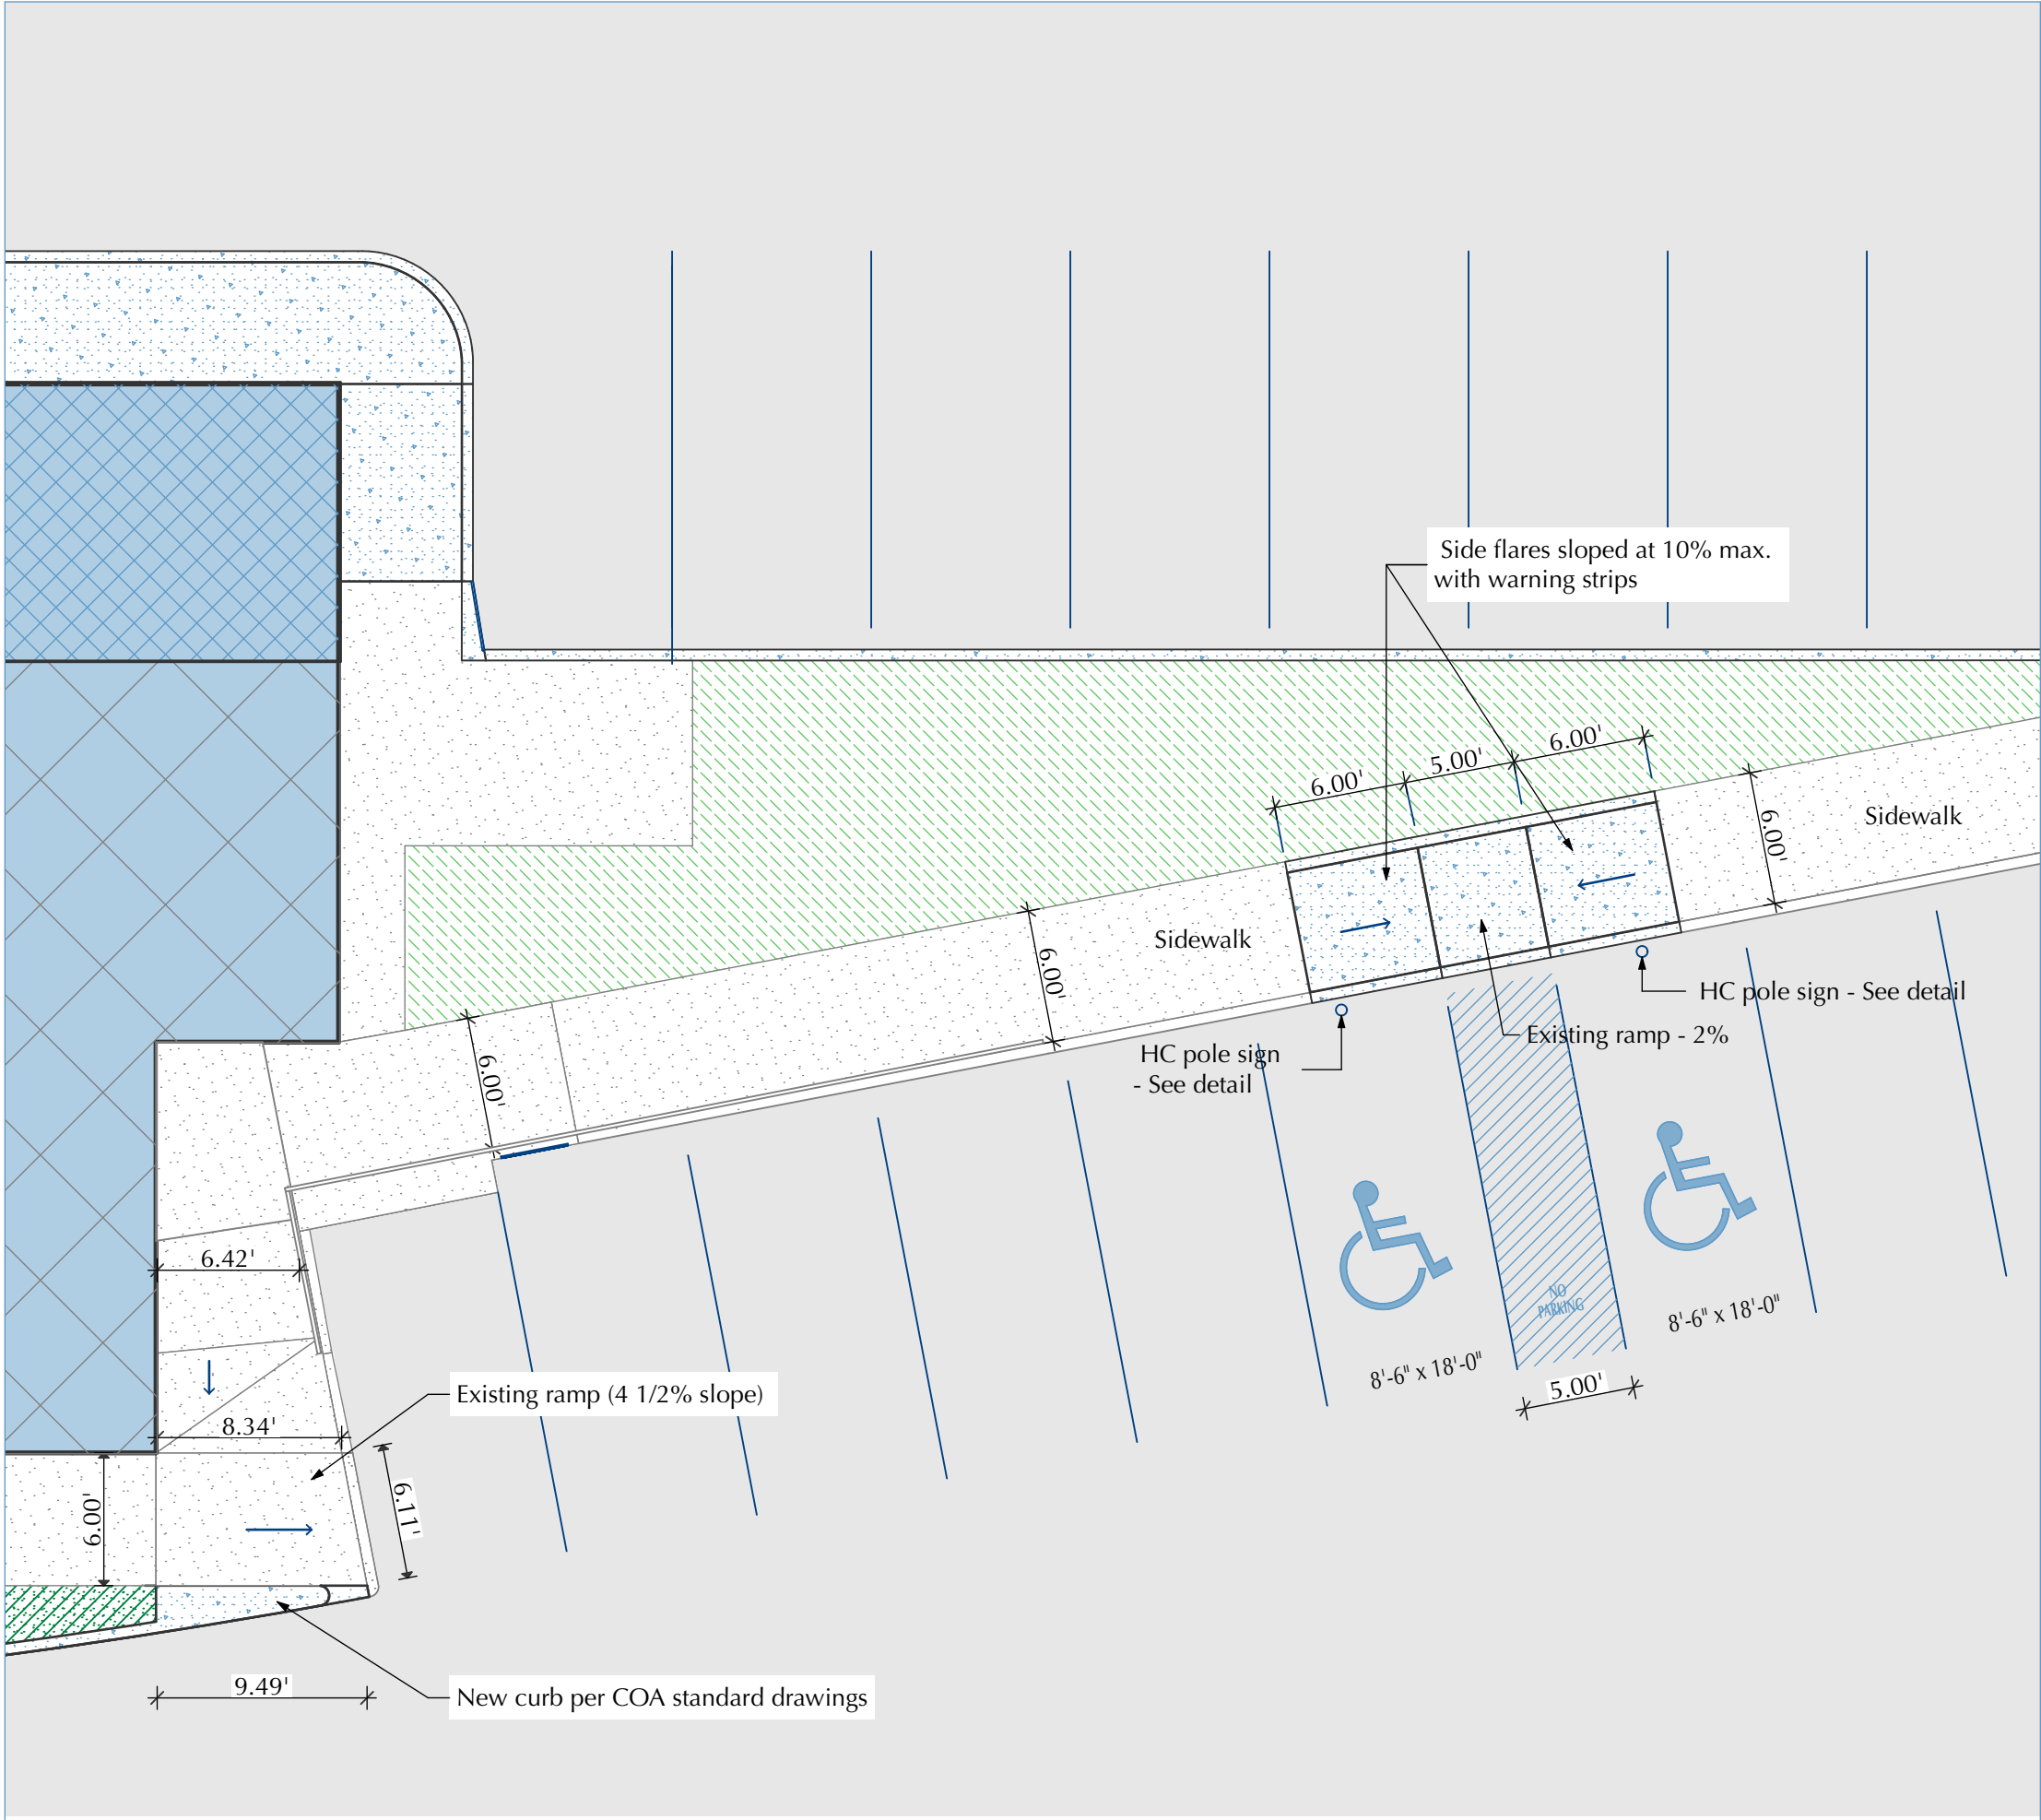 Side flares sloped at 10% max.
with warning strips
6.00'
5.00'
6.00'
6.00'
Sidewalk
6.00'
Sidewalk
6.00'
HC pole sign - See detail
Existing ramp - 2%
HC pole sign
- See detail
6.42'
NO
PARKING
8'-6" x 18'-0"
8'-6" x 18'-0"
5.00'
Existing ramp (4 1/2% slope)
8.34'
6.00'
6.11'
9.49'
New curb per COA standard drawings